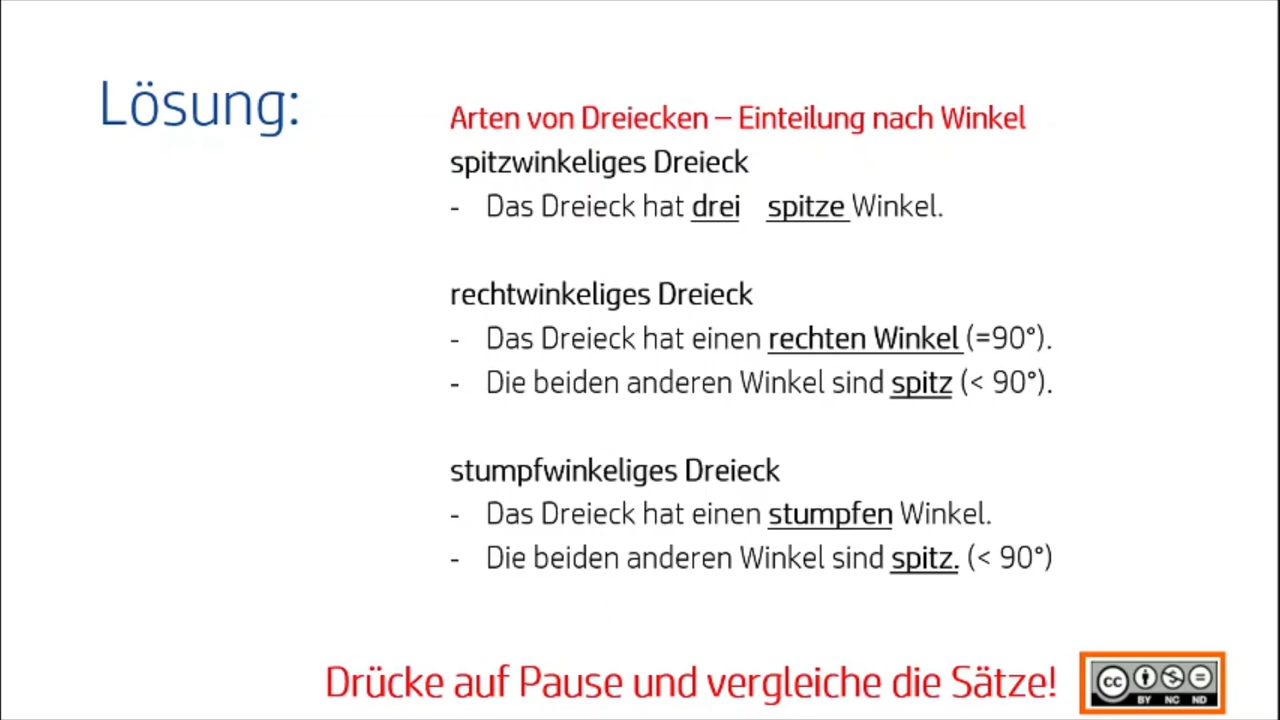 Lösung:
Arten von Dreiecken – Einteilung nach Winkel
spitzwinkeliges Dreieck
- Das Dreieck hat drei spitze Winkel.
rechtwinkeliges Dreieck
- Das Dreieck hat einen rechten Winkel (=90°).
- Die beiden anderen Winkel sind spitz (< 90°).
stumpfwinkeliges Dreieck
- Das Dreieck hat einen stumpfen Winkel.
- Die beiden anderen Winkel sind spitz. (< 90°)
Drücke auf Pause und vergleiche die Sätze!
cc
BY NC ND